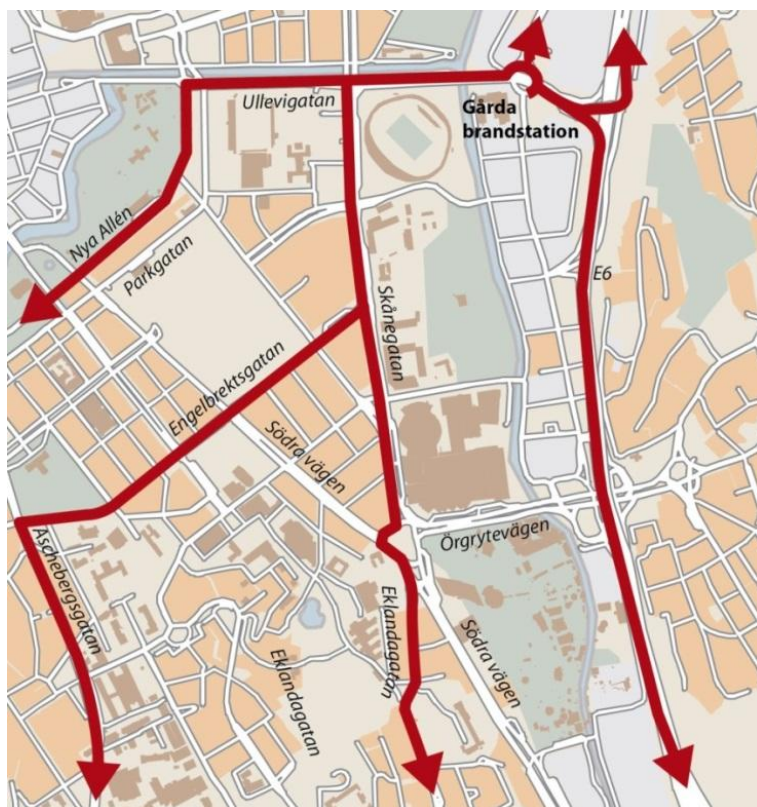 Ullevigatan
Gårda
brandstation
Nya Allén
Parkgatan
E6
Skånegatan
Engelbrektsgatan
Södra vägen
Örgrytevägen
Aschebergsgatan
Eklandagatan
Eklandagatan
Södra vägen